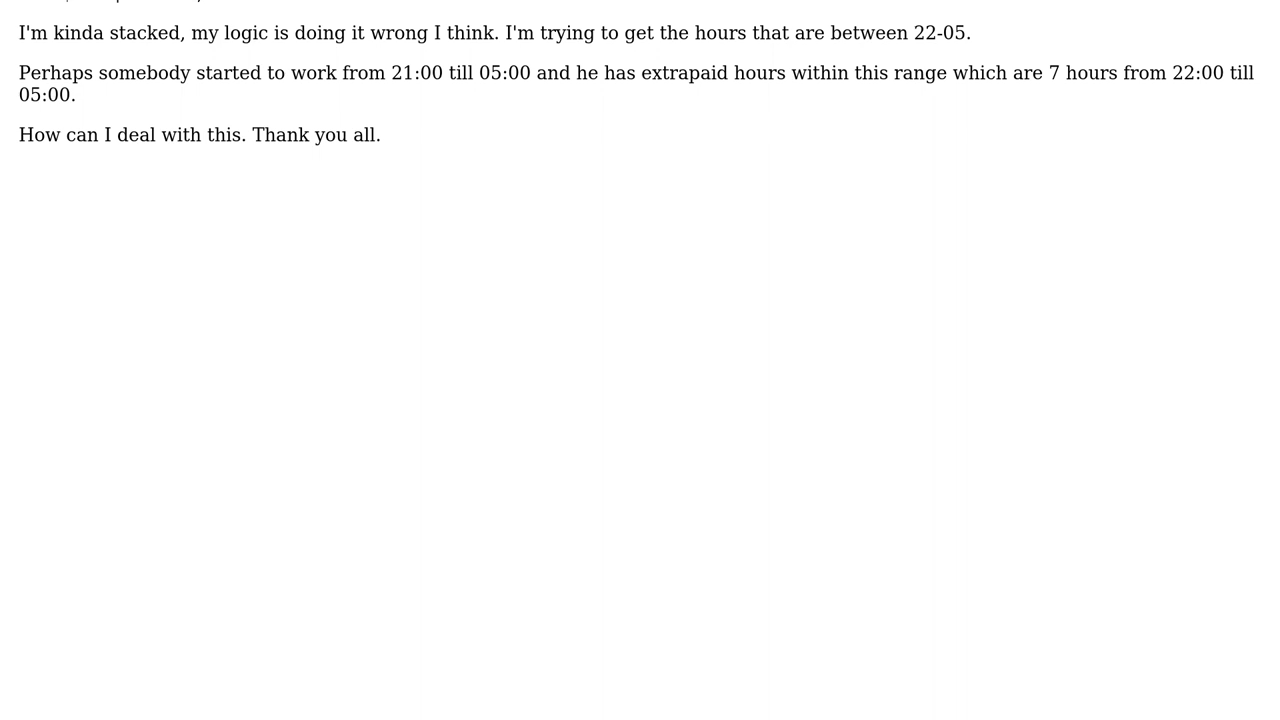 I'm kinda stacked, my logic is doing it wrong I think. I'm trying to get the hours that are between 22-05.
Perhaps somebody started to work from 21:00 till 05:00 and he has extrapaid hours within this range which are 7 hours from 22:00 till
05:00.
How can I deal with this. Thank you all.